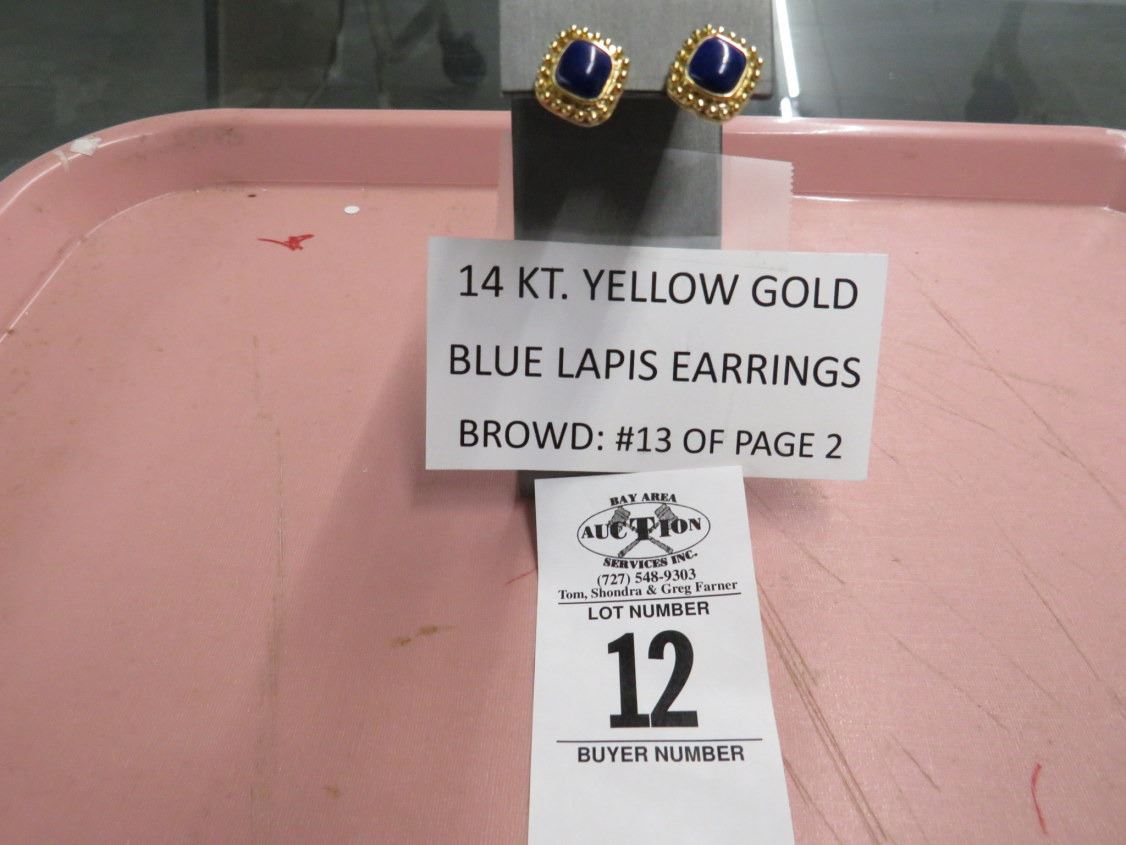 14 KT. YELLOW GOLD
BLUE LAPIS EARRINGS
BROWD: #13 OF PAGE 2
BAY AREA
AUCTION
SERVICES INC.
(727) 548-9303
Tom, Shondra & Greg Farner
LOT NUMBER
12
BUYER NUMBER